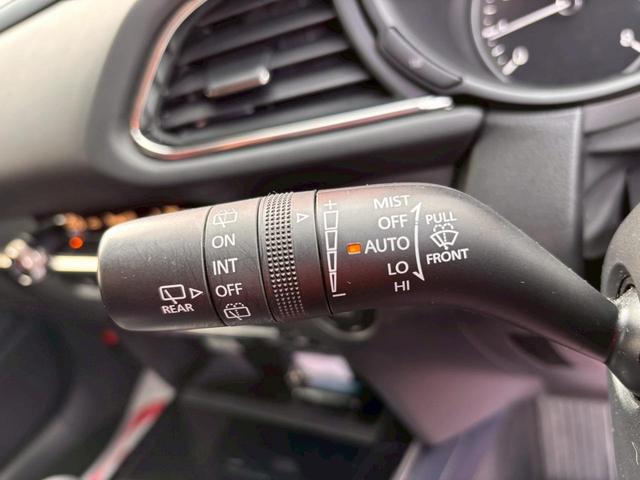 MIST
OFF
AUTO
LO
HI
PULL
FRONT
ON
INT
OFF
REAR